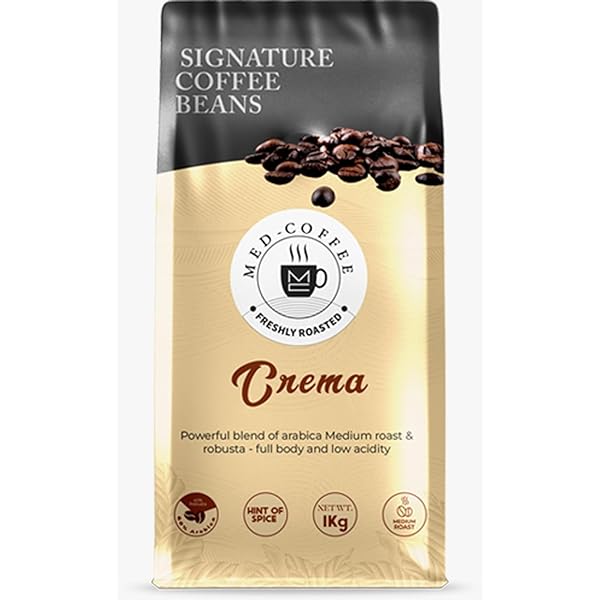 SIGNATURE
COFFEE
BEANS
MED-COFFEE
FRESHLY ROASTED
Crema
Powerful blend of arabica Medium roast &
robusta - full body and low acidity
HINT OF
SPICE
NET WT.
1Kg
MEDIUM
ROAST